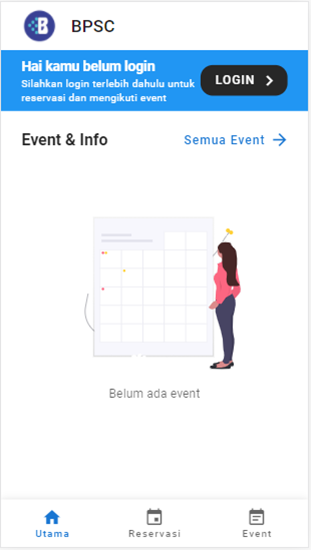 B
BPSC
Hai kamu belum login
Silahkan login terlebih dahulu untuk
reservasi dan mengikuti event
LOGIN
Event & Info
Semua Event
Belum ada event
Utama
Reservasi
Event